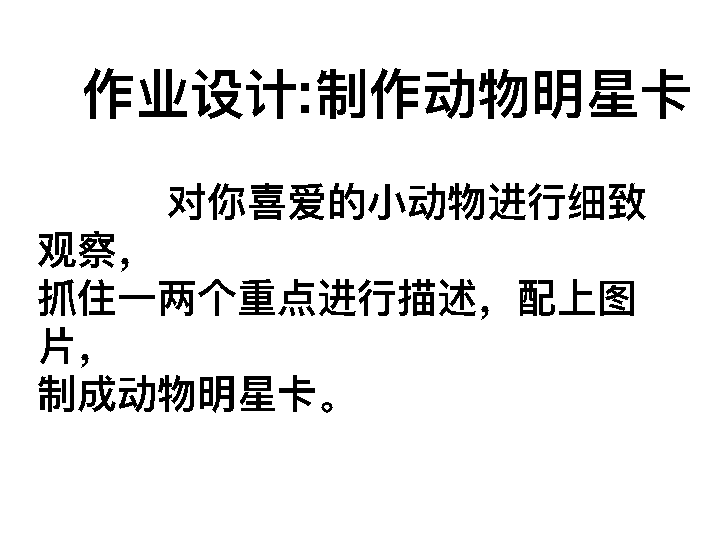 作业设计:制作动物明星卡
对你喜爱的小动物进行细致
观察，
抓住一两个重点进行描述，配上图
片，
制成动物明星卡。